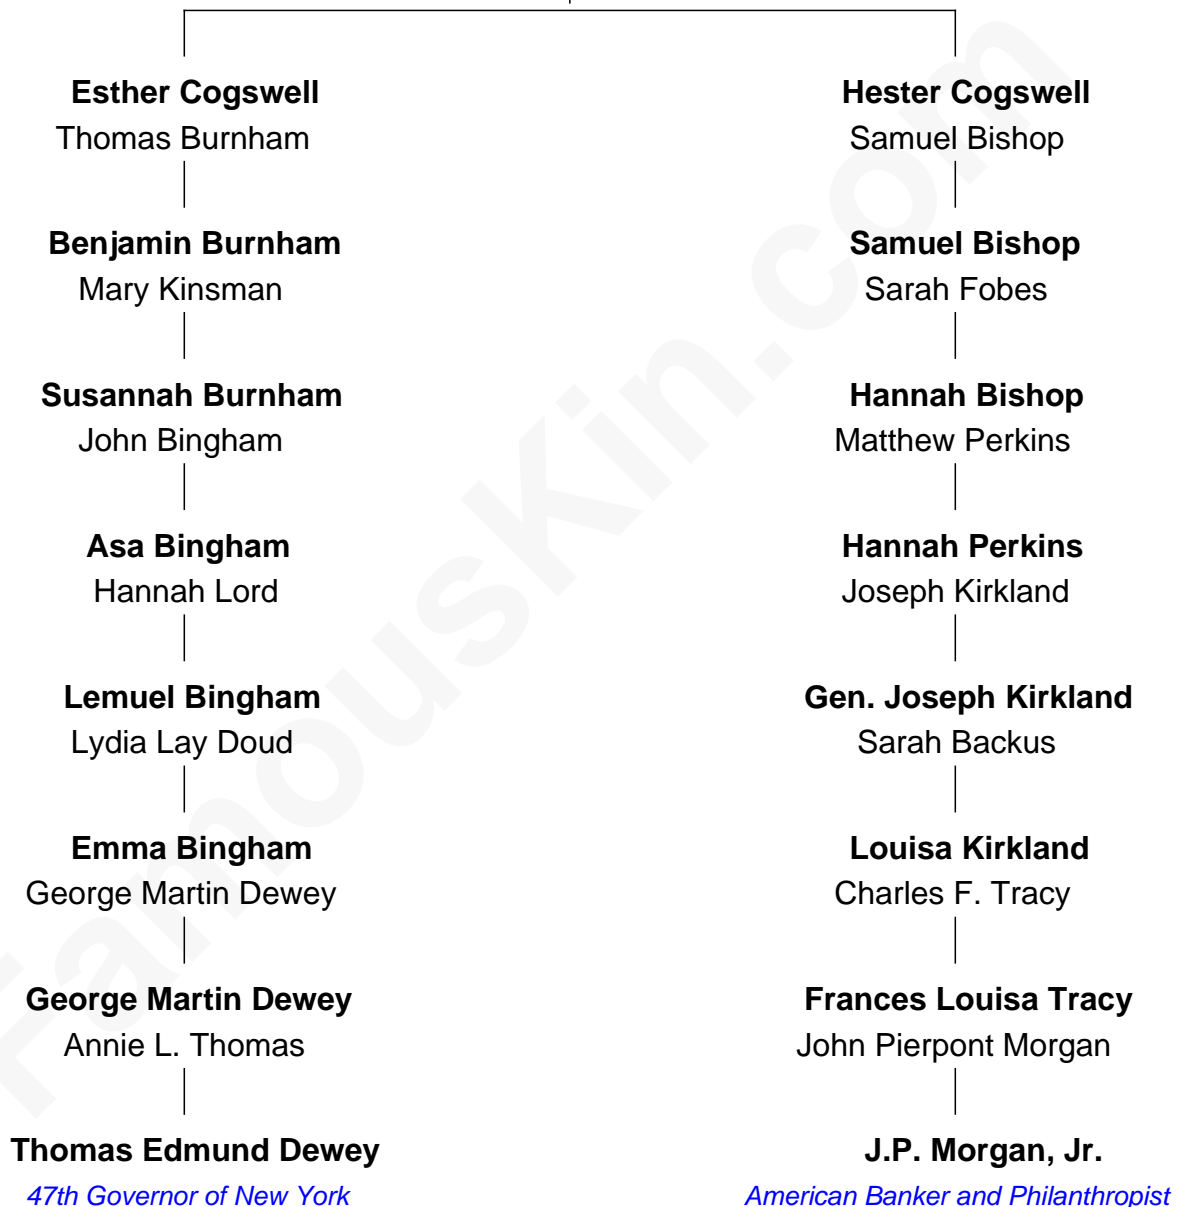 Esther Cogswell
Thomas Burnham
Benjamin Burnham
Mary Kinsman
Susannah Burnham
John Bingham
Asa Bingham
Hannah Lord
Lemuel Bingham
Lydia Lay Doud
Emma Bingham
George Martin Dewey
George Martin Dewey
Annie L. Thomas
Thomas Edmund Dewey
47th Governor of New York
Hester Cogswell
Samuel Bishop
Samuel Bishop
Sarah Fobes
Hannah Bishop
Matthew Perkins
Hannah Perkins
Joseph Kirkland
Gen. Joseph Kirkland
Sarah Backus
Louisa Kirkland
Charles F. Tracy
Frances Louisa Tracy
John Pierpont Morgan
J.P. Morgan, Jr.
American Banker and Philanthropist
FamousKin.com